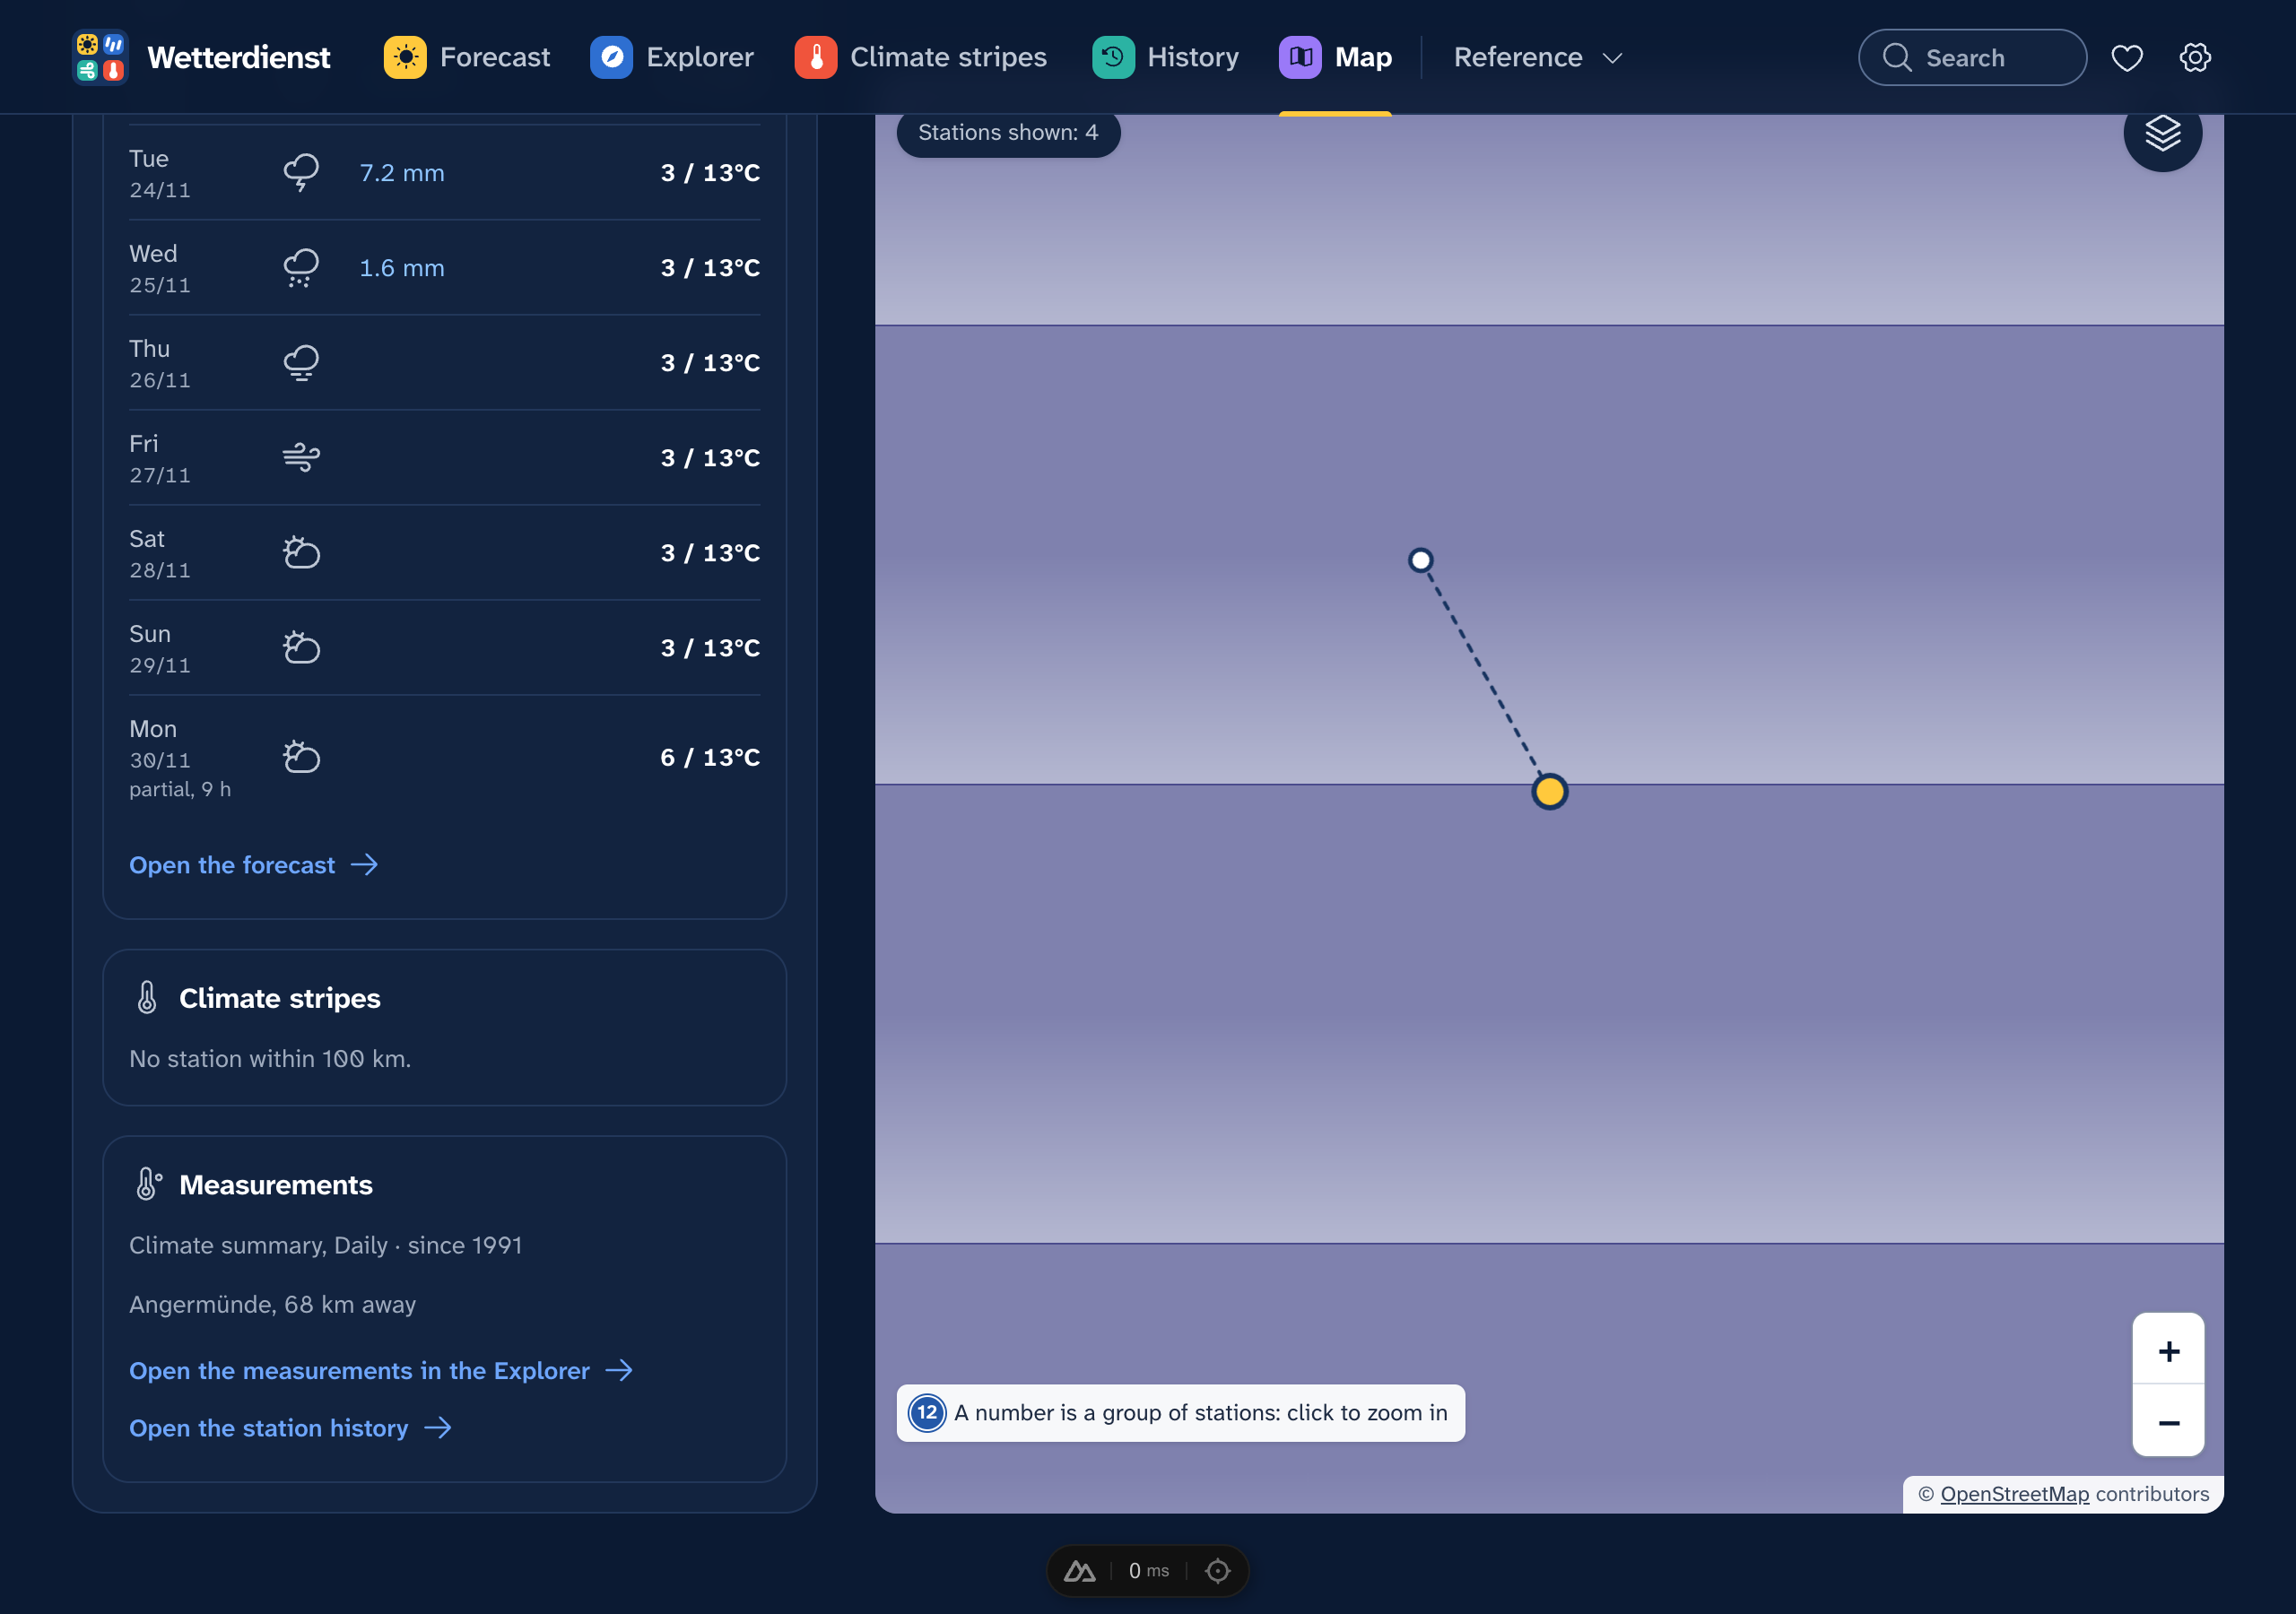 Wetterdienst
Forecast
Explorer
Climate stripes
History
Map
Reference
Search
Tue
24/11
7.2 mm
3 / 13°C
Wed
25/11
1.6 mm
3 / 13°C
Thu
26/11
3 / 13°C
Fri
27/11
3 / 13°C
Sat
28/11
3 / 13°C
Sun
29/11
3 / 13°C
Mon
30/11
partial, 9 h
6 / 13°C
Open the forecast
Climate stripes
No station within 100 km.
Measurements
Climate summary, Daily · since 1991
Angermünde, 68 km away
Open the measurements in the Explorer
Open the station history
Stations shown: 4
12 A number is a group of stations: click to zoom in
+
−
© OpenStreetMap contributors
0 ms